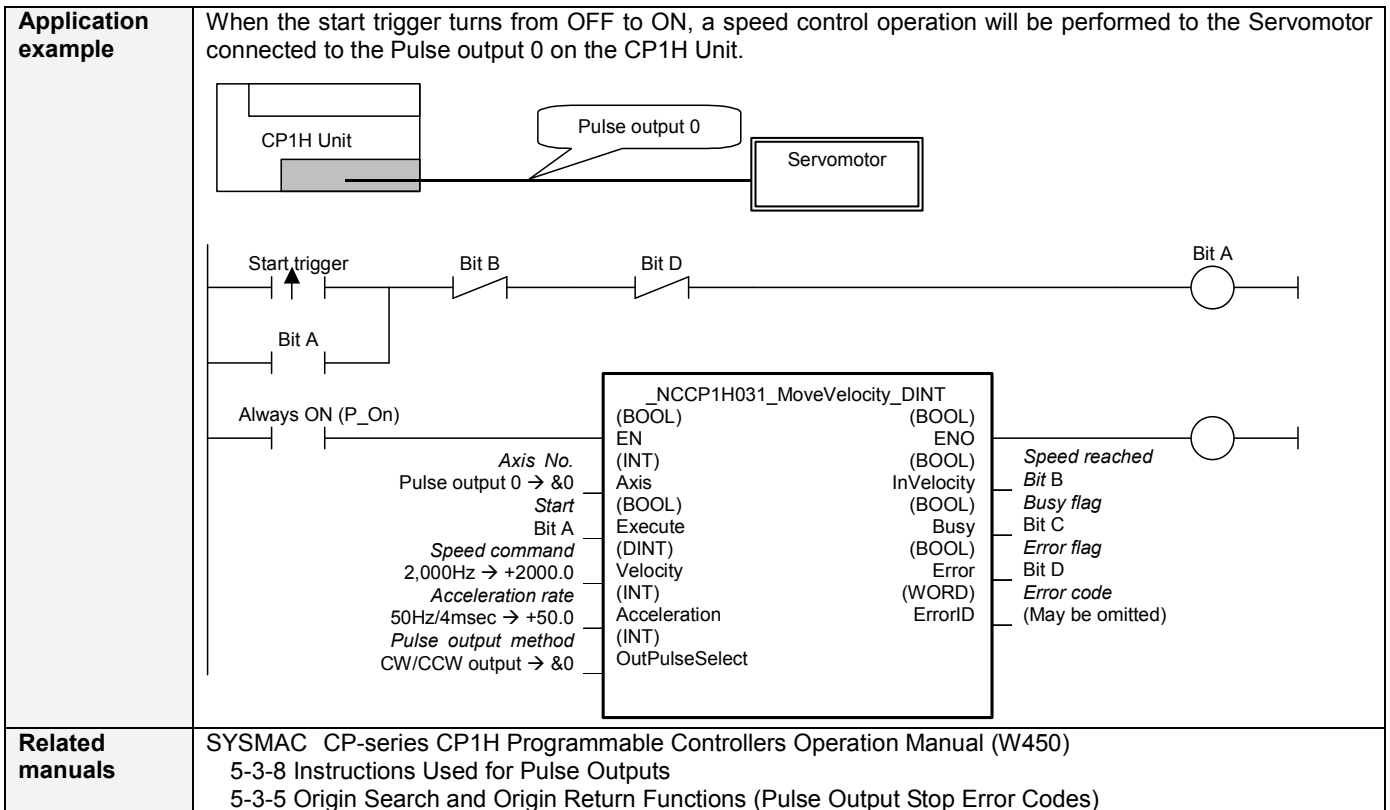 Application example
When the start trigger turns from OFF to ON, a speed control operation will be performed to the Servomotor
connected to the Pulse output 0 on the CP1H Unit.
CP1H Unit
Pulse output 0
Servomotor
Start trigger
Bit B
Bit D
Bit A
Bit A
Always ON (P_On)
_NCCP1H031_MoveVelocity_DINT
(BOOL) (BOOL)
EN ENO
Axis No. (INT) (BOOL) Speed reached
Pulse output 0 → &0 Axis InVelocity Bit B
Start (BOOL) (BOOL) Busy flag
Bit A Execute Busy Bit C
Speed command (DINT) (BOOL) Error flag
2,000Hz → +2000.0 Velocity Error Bit D
Acceleration rate (INT) (WORD) Error code
50Hz/4msec → +50.0 Acceleration ErrorID (May be omitted)
Pulse output method (INT)
CW/CCW output → &0 OutPulseSelect
Related manuals
SYSMAC CP-series CP1H Programmable Controllers Operation Manual (W450)
5-3-8 Instructions Used for Pulse Outputs
5-3-5 Origin Search and Origin Return Functions (Pulse Output Stop Error Codes)